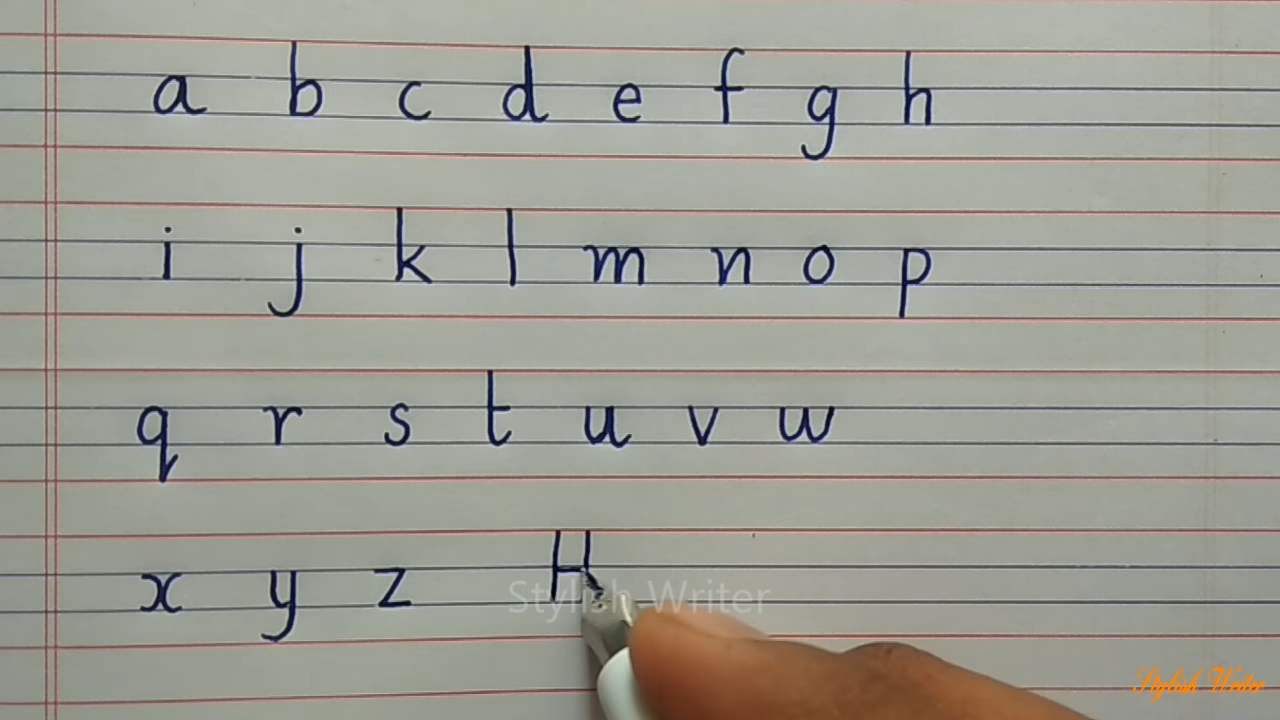 a b c d e f g h
i j k l m n o p
q r s t u v w
x y z H
Stylish Writer
Stylish Writer